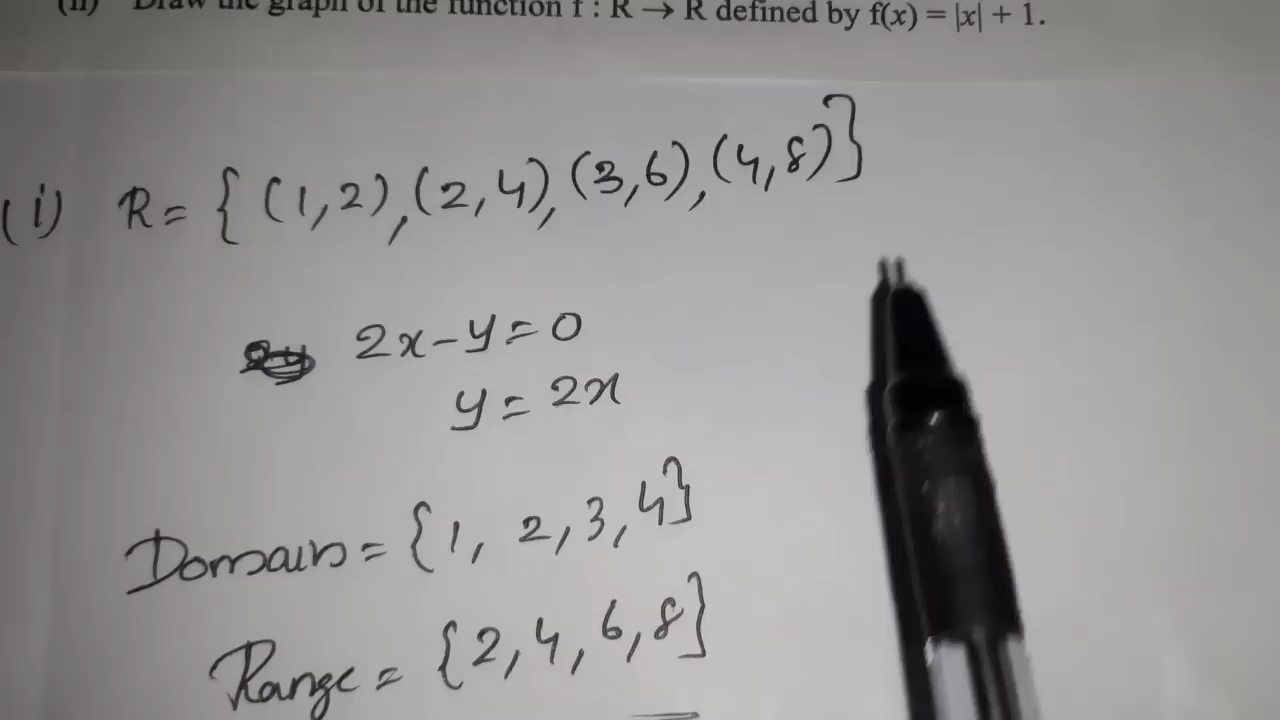 (ii) Draw the graph of the function f : R → R defined by f(x) = |x| + 1.
(i) R = { (1,2), (2,4), (3,6), (4,8) }
2x - y = 0
y = 2x
Domain = { 1, 2, 3, 4 }
Range = { 2, 4, 6, 8 }